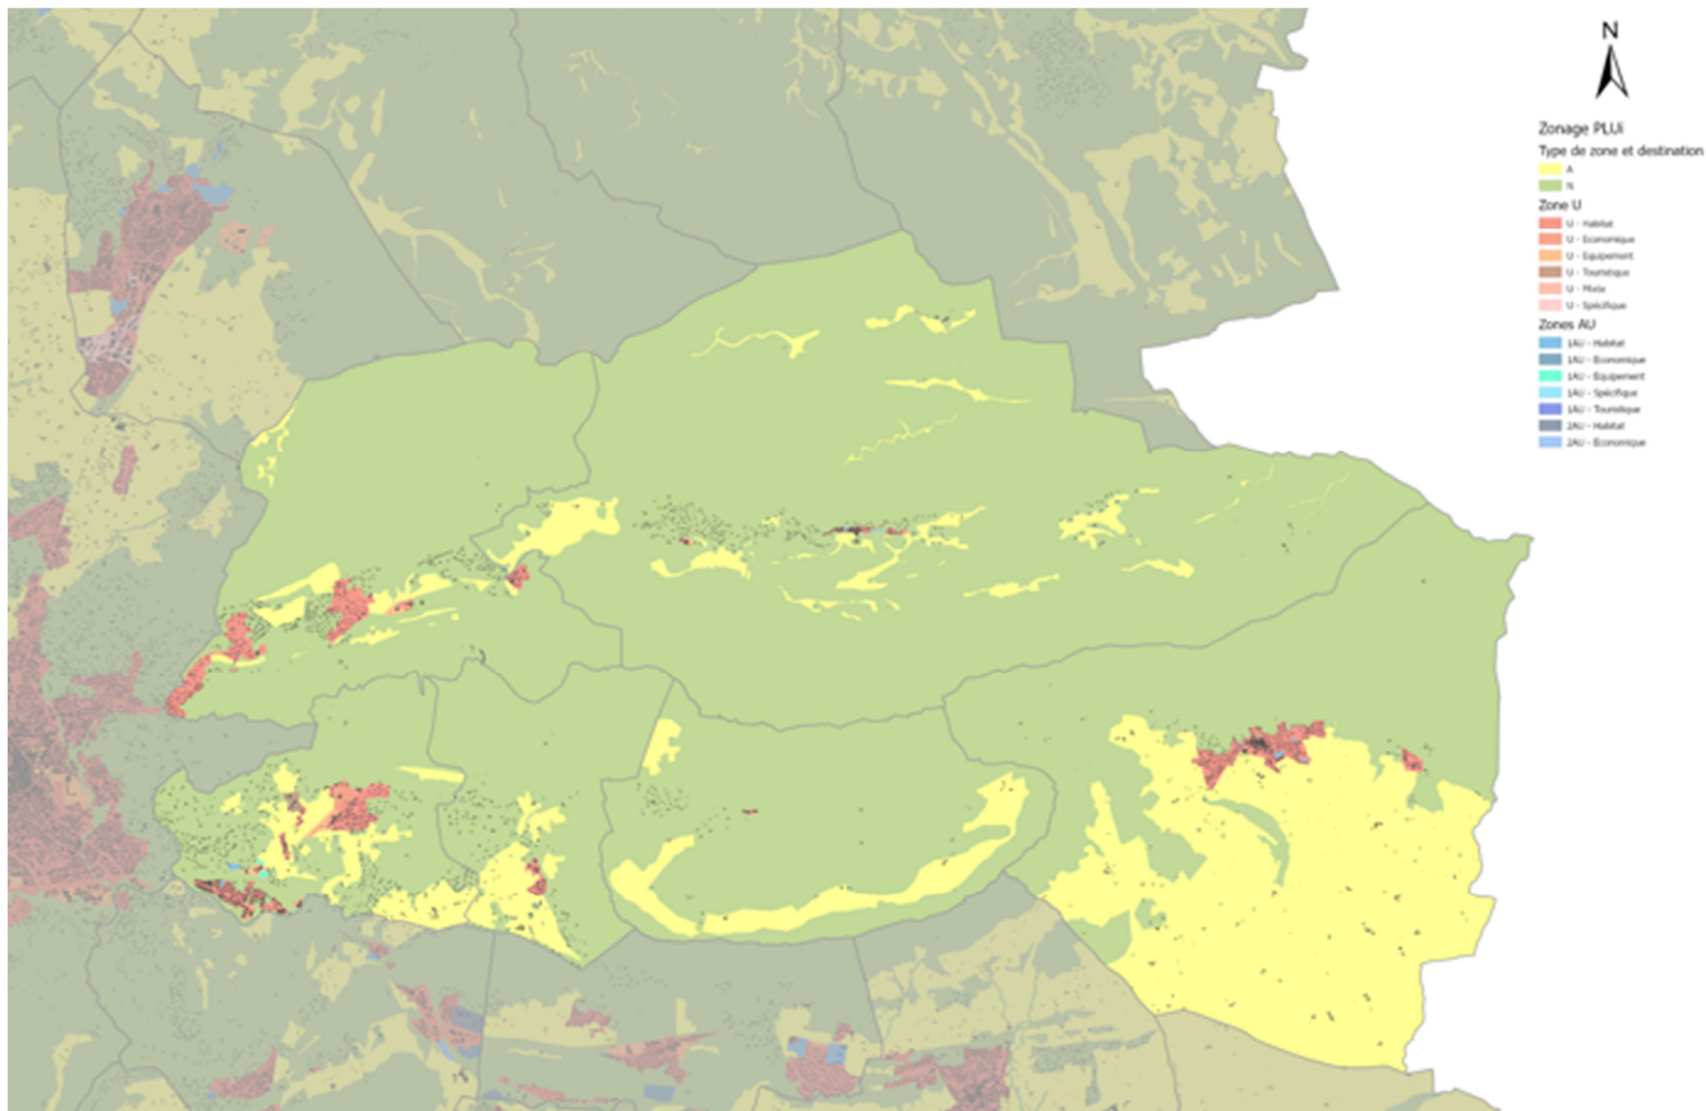 N
Zonage PLUi
Type de zone et destination
A
N
Zone U
U - Habitat
U - Economique
U - Equipement
U - Touristique
U - Mixte
U - Spécifique
Zones AU
1AU - Habitat
1AU - Economique
1AU - Equipement
1AU - Spécifique
1AU - Touristique
2AU - Habitat
2AU - Economique